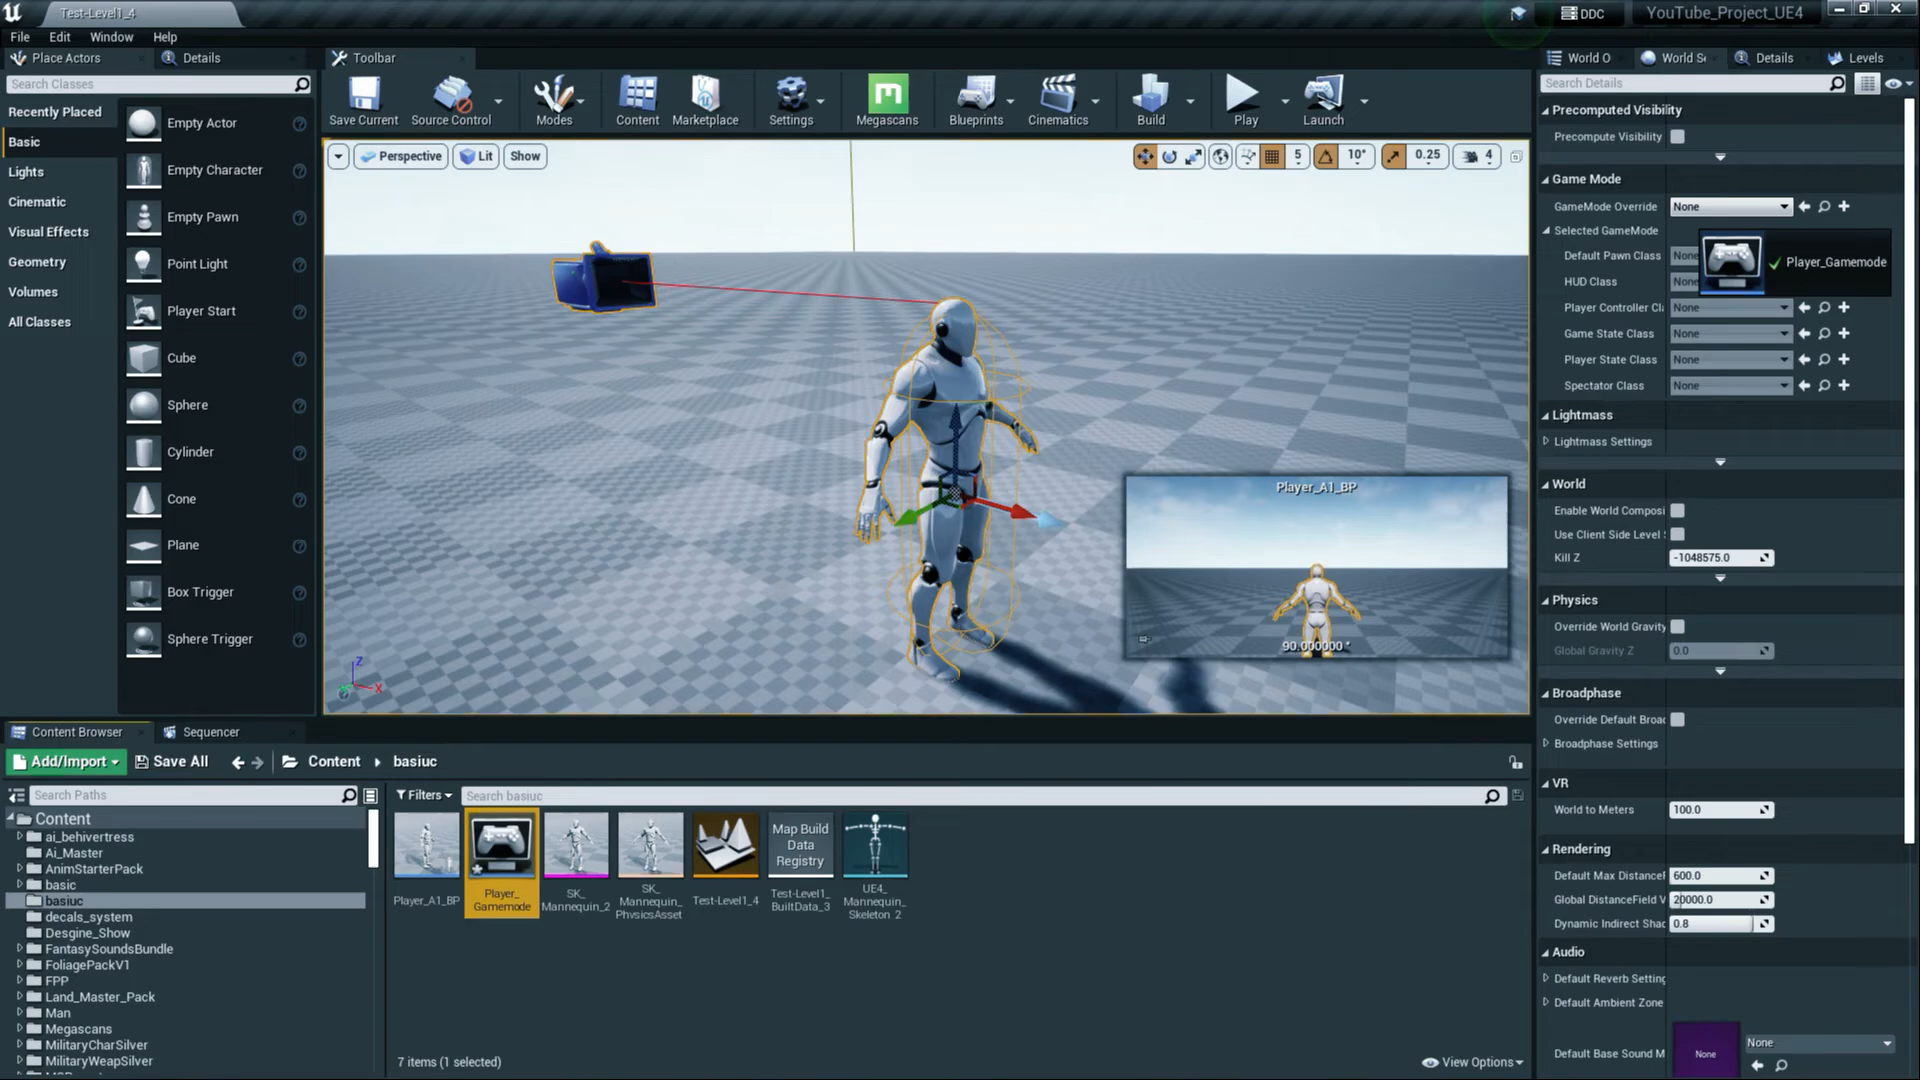 Test-Level1_4
DDC
YouTube_Project_UE4
File Edit Window Help
Place Actors
Details
Toolbar
World O
World Se
Details
Levels
Search Classes
Search Details
Recently Placed
Basic
Lights
Cinematic
Visual Effects
Geometry
Volumes
All Classes
Empty Actor
Empty Character
Empty Pawn
Point Light
Player Start
Cube
Sphere
Cylinder
Cone
Plane
Box Trigger
Sphere Trigger
Save Current
Source Control
Modes
Content
Marketplace
Settings
Megascans
Blueprints
Cinematics
Build
Play
Launch
Perspective
Lit
Show
5
10°
0.25
4
Player_A1_BP
90.000000 °
Z
X
Precomputed Visibility
Precompute Visibility
Game Mode
GameMode Override None
Selected GameMode
Default Pawn Class None
Player_Gamemode
HUD Class None
Player Controller Cl None
Game State Class None
Player State Class None
Spectator Class None
Lightmass
Lightmass Settings
World
Enable World Composi
Use Client Side Level
Kill Z -1048575.0
Physics
Override World Gravity
Global Gravity Z 0.0
Broadphase
Override Default Broad
Broadphase Settings
VR
World to Meters 100.0
Rendering
Default Max DistanceF 600.0
Global DistanceField V 20000.0
Dynamic Indirect Shad 0.8
Audio
Default Reverb Setting
Default Ambient Zone
Default Base Sound M None None
Content Browser
Sequencer
Add/Import
Save All
Content
basiuc
Search Paths
Filters
Search basiuc
Content
ai_behivertress
Ai_Master
AnimStarterPack
basic
basiuc
decals_system
Desgine_Show
FantasySoundsBundle
FoliagePackV1
FPP
Land_Master_Pack
Man
Megascans
MilitaryCharSilver
MilitaryWeapSilver
Player_A1_BP
Player_
Gamemode
SK_
Mannequin_2
SK_
Mannequin_
PhysicsAsset
Test-Level1_4
Map Build
Data
Registry
Test-Level1_
BuiltData_3
UE4_
Mannequin_
Skeleton_2
7 items (1 selected)
View Options